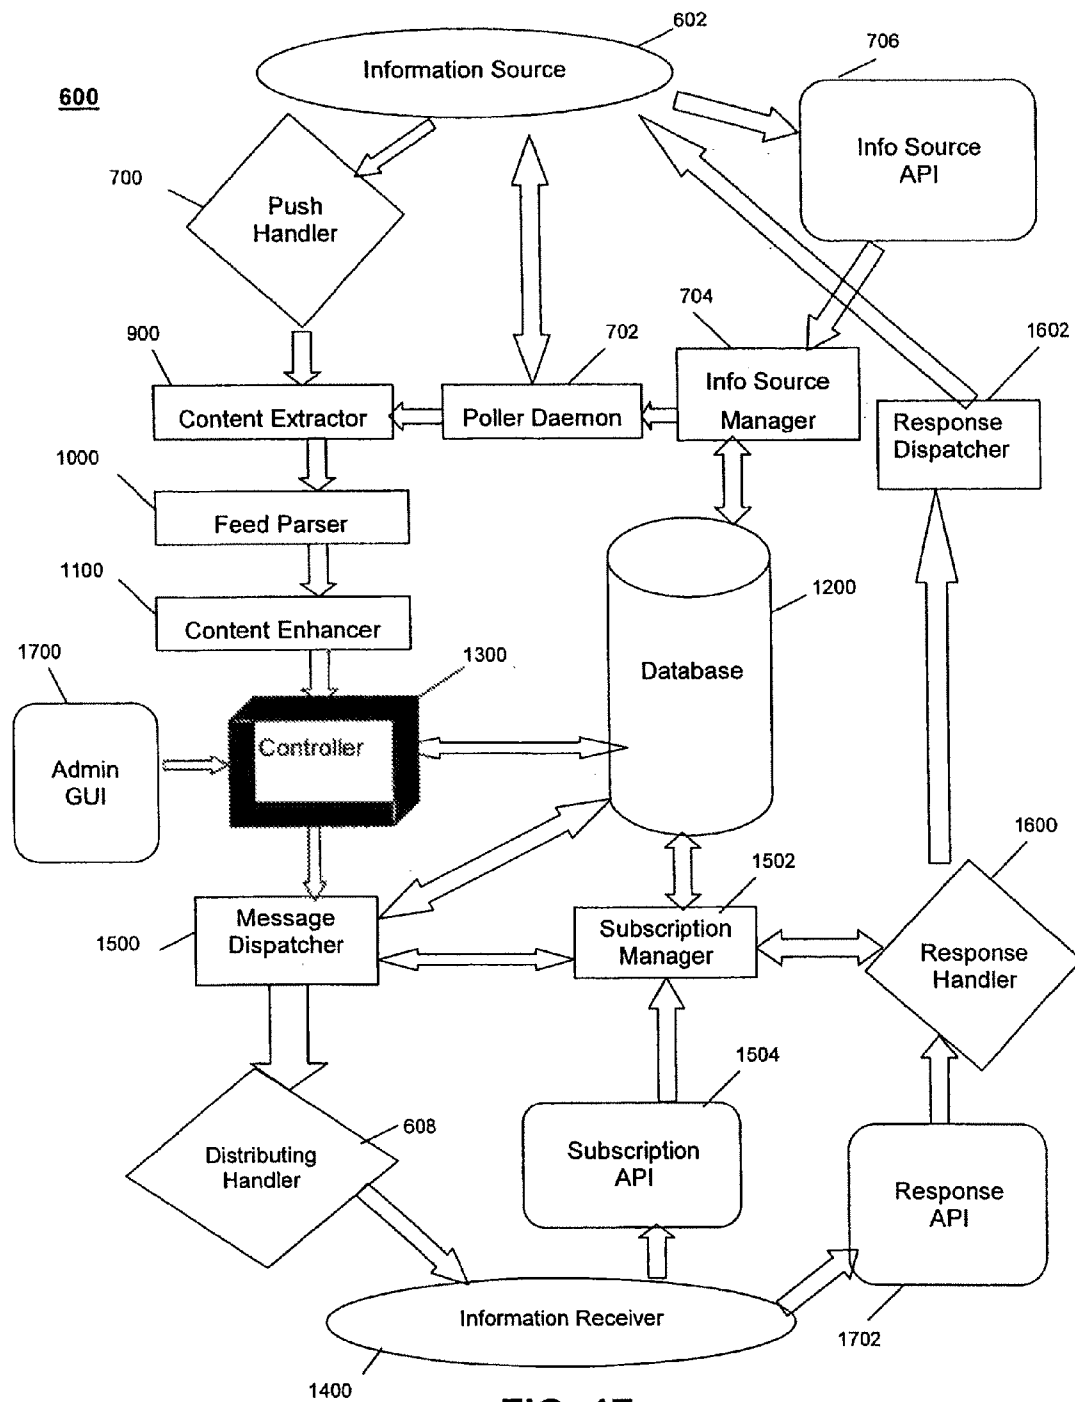 602
Information Source
706
600
Info Source
API
700
Push
Handler
704
1602
900
702
Info Source
Manager
Content Extractor
Poller Daemon
Response
Dispatcher
1000
Feed Parser
1100
1200
Content Enhancer
1700
1300
Database
Controller
Admin
GUI
1600
1502
Message
Dispatcher
1500
Subscription
Manager
Response
Handler
1504
608
Distributing
Handler
Subscription
API
Response
API
Information Receiver
1702
1400